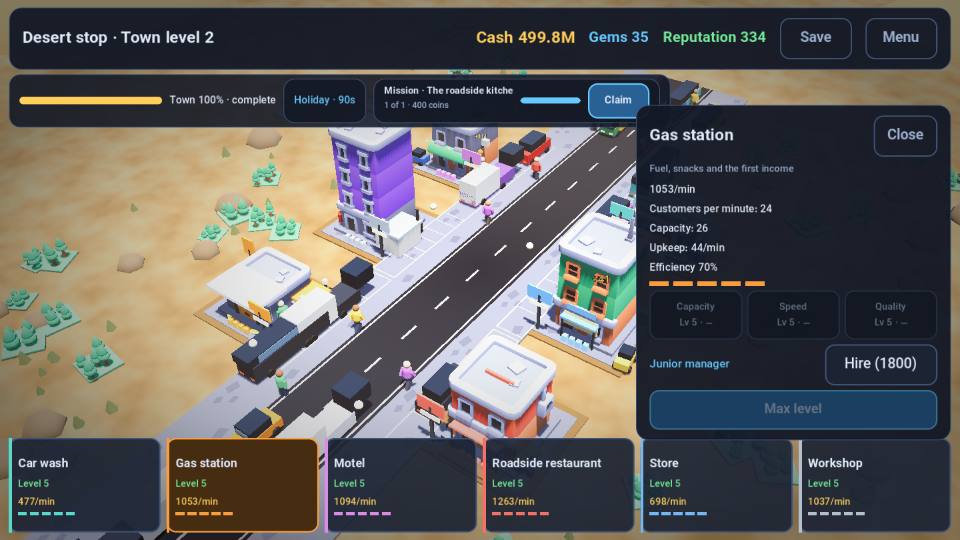 Desert stop · Town level 2
Cash 499.8M
Gems 35
Reputation 334
Save
Menu
Town 100% · complete
Holiday · 90s
Mission · The roadside kitche
1 of 1 · 400 coins
Claim
Gas station
Close
Fuel, snacks and the first income
1053/min
Customers per minute: 24
Capacity: 26
Upkeep: 44/min
Efficiency 70%
Capacity
Lv 5 · –
Speed
Lv 5 · –
Quality
Lv 5 · –
Junior manager
Hire (1800)
Max level
Car wash
Level 5
477/min
Gas station
Level 5
1053/min
Motel
Level 5
1094/min
Roadside restaurant
Level 5
1263/min
Store
Level 5
698/min
Workshop
Level 5
1037/min